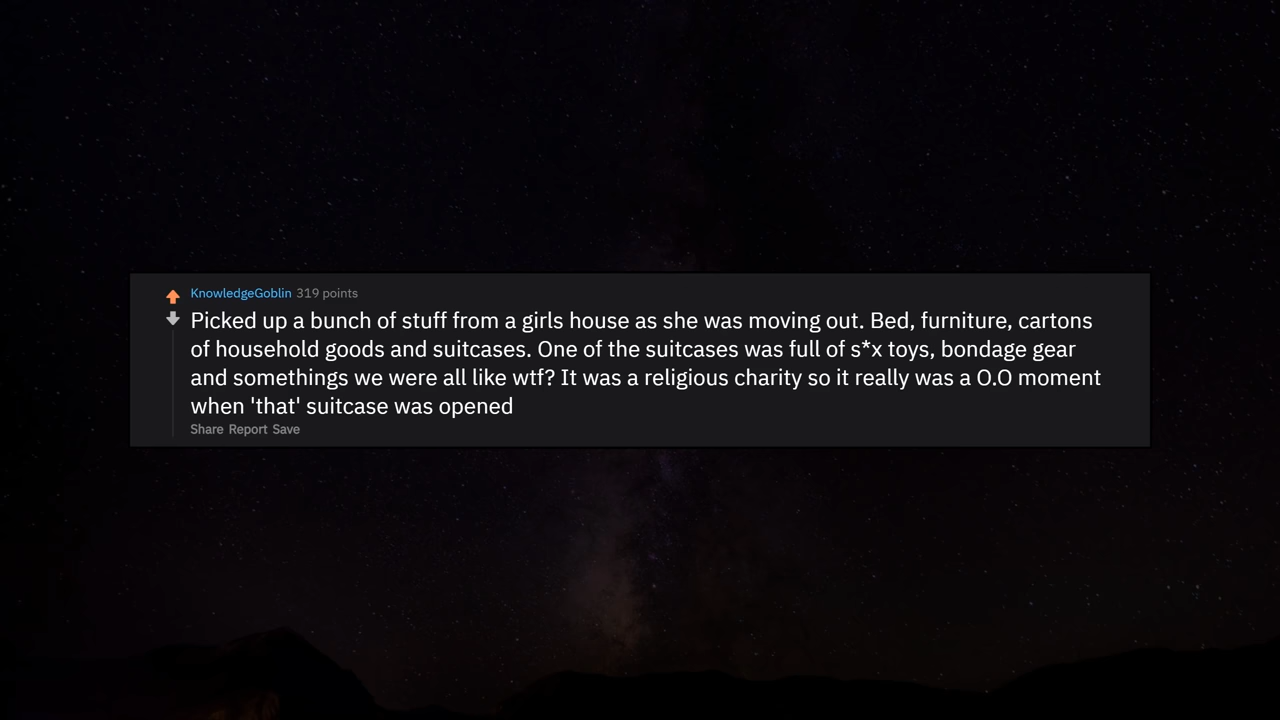 KnowledgeGoblin 319 points
Picked up a bunch of stuff from a girls house as she was moving out. Bed, furniture, cartons
of household goods and suitcases. One of the suitcases was full of s*x toys, bondage gear
and somethings we were all like wtf? It was a religious charity so it really was a O.O moment
when 'that' suitcase was opened
Share Report Save